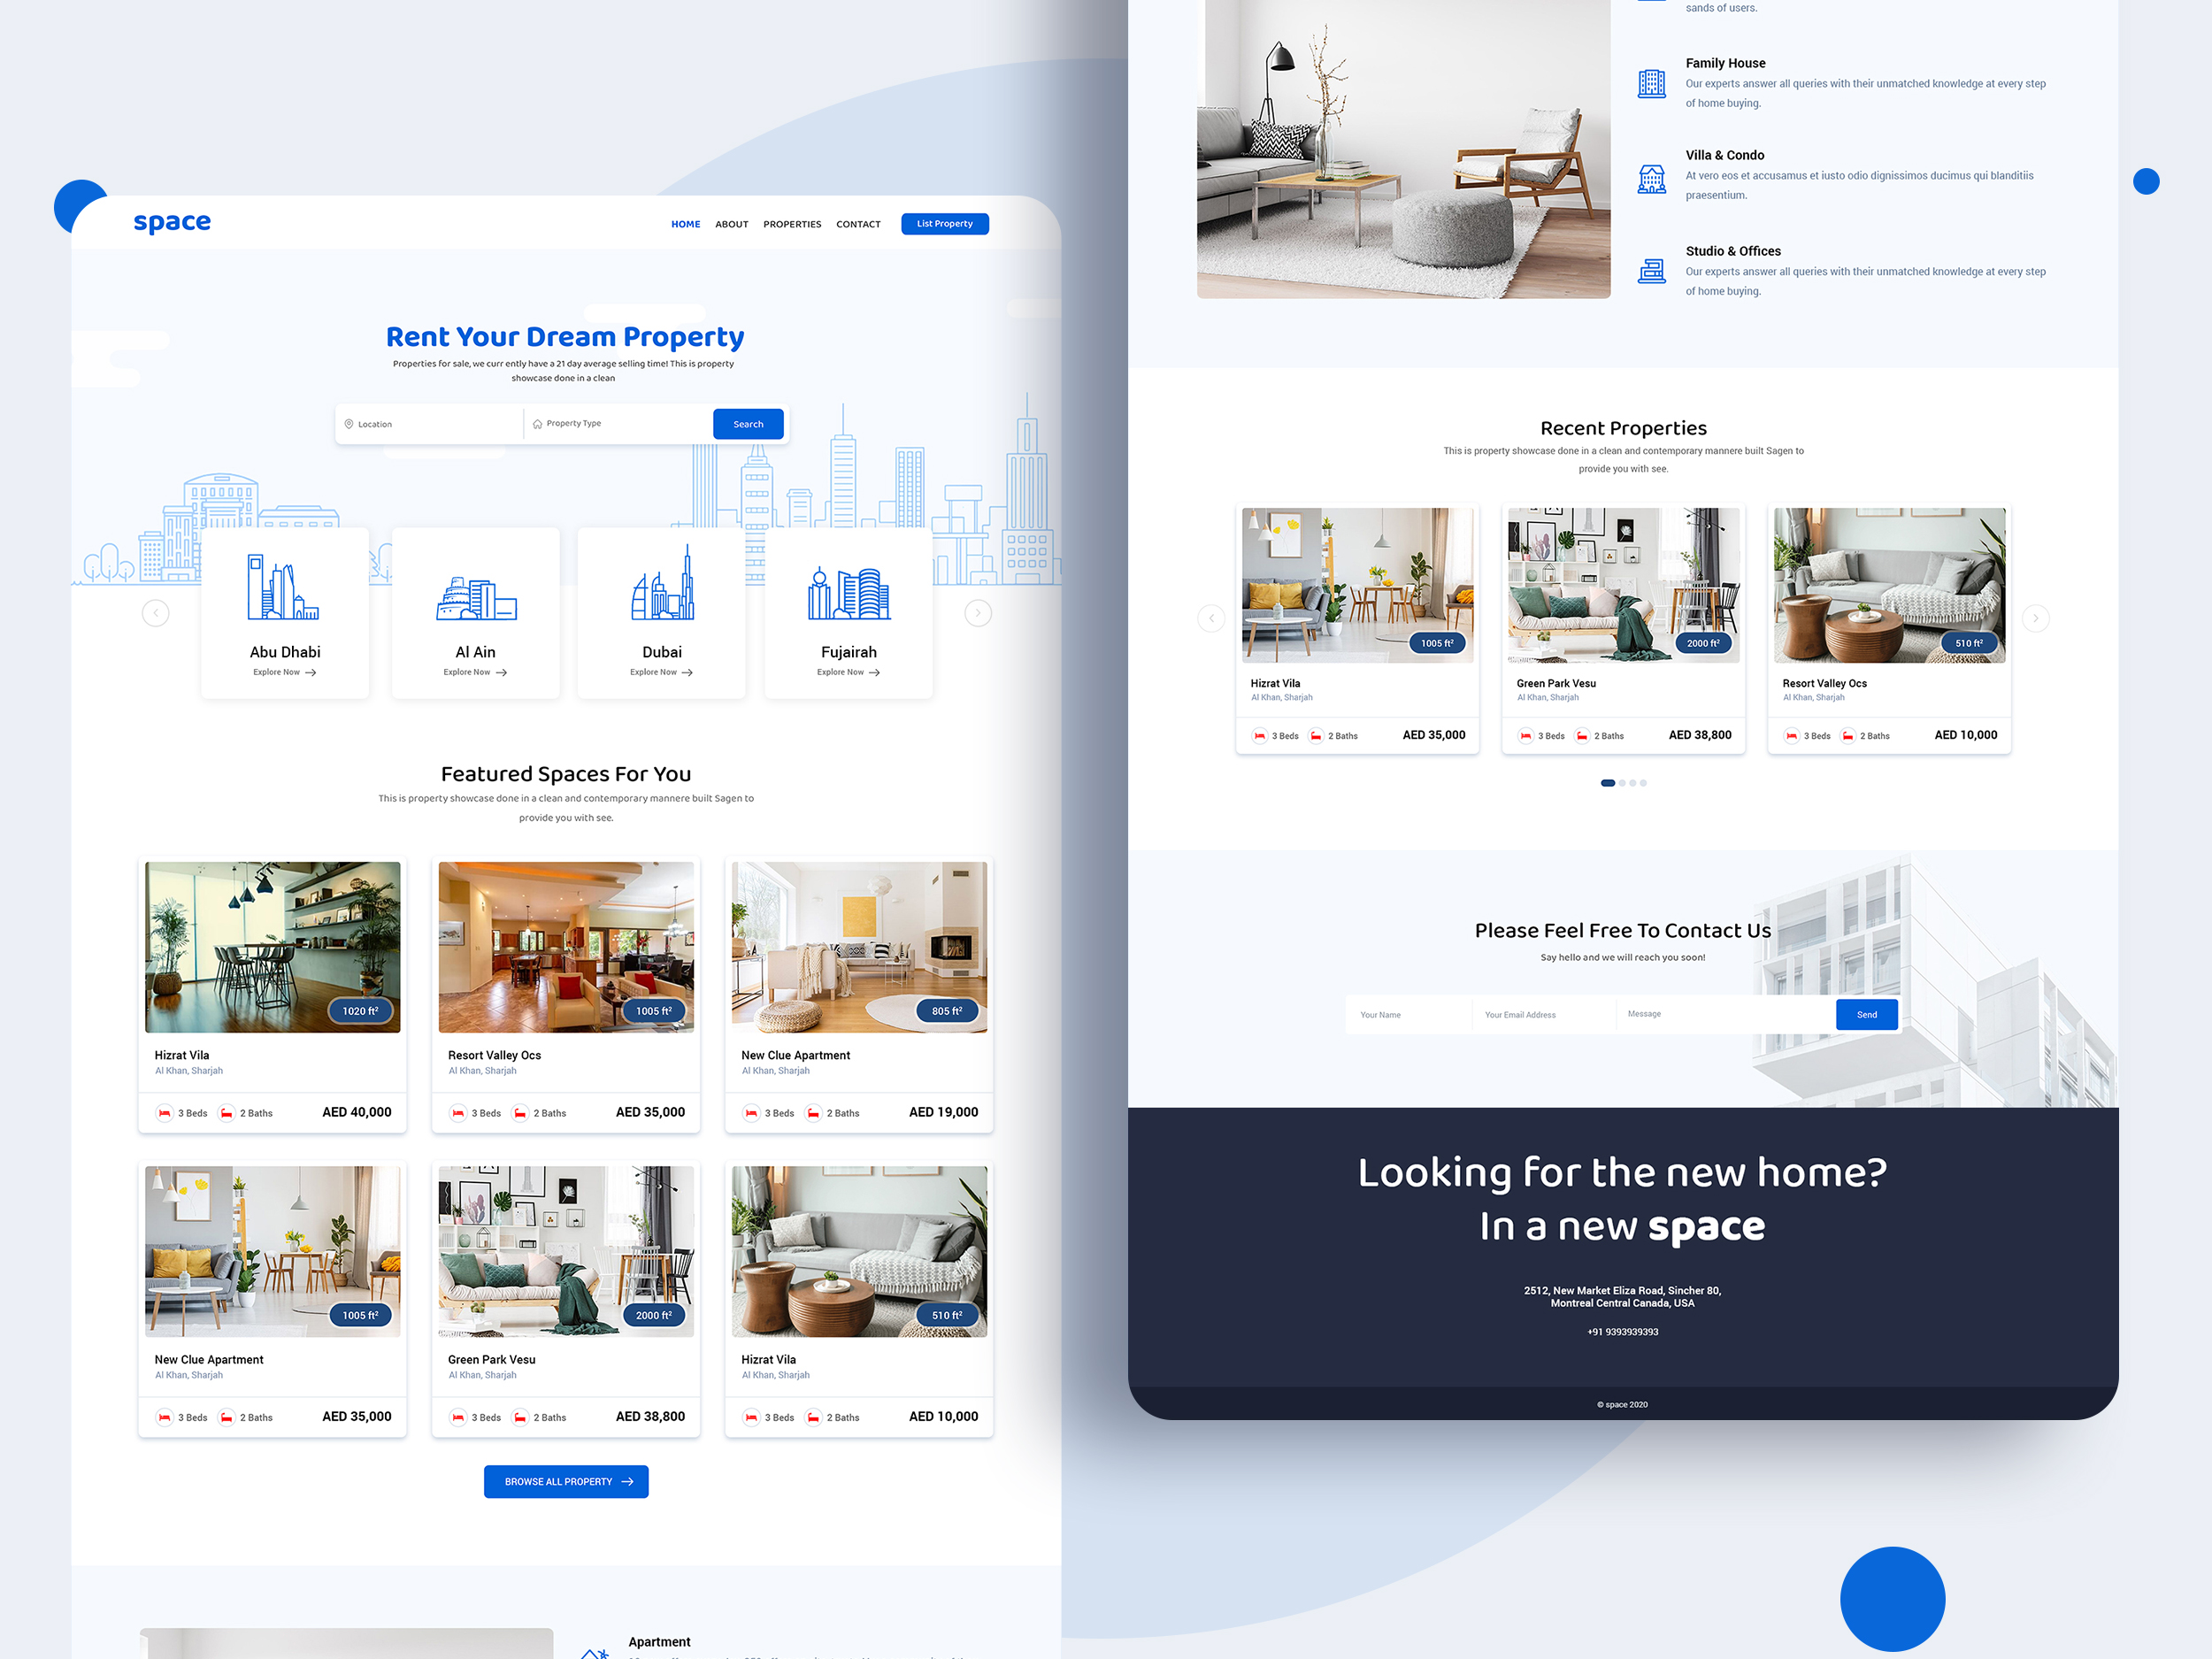 space
HOME
ABOUT
PROPERTIES
CONTACT
List Property
Rent Your Dream Property
Properties for sale, we curr ently have a 21 day average selling time! This is property
showcase done in a clean
Location
Property Type
Search
Abu Dhabi
Explore Now
Al Ain
Explore Now
Dubai
Explore Now
Fujairah
Explore Now
Featured Spaces For You
This is property showcase done in a clean and contemporary mannere built Sagen to
provide you with see.
1020 ft²
Hizrat Vila
Al Khan, Sharjah
3 Beds
2 Baths
AED 40,000
1005 ft²
Resort Valley Ocs
Al Khan, Sharjah
3 Beds
2 Baths
AED 35,000
805 ft²
New Clue Apartment
Al Khan, Sharjah
3 Beds
2 Baths
AED 19,000
1005 ft²
New Clue Apartment
Al Khan, Sharjah
3 Beds
2 Baths
AED 35,000
2000 ft²
Green Park Vesu
Al Khan, Sharjah
3 Beds
2 Baths
AED 38,800
510 ft²
Hizrat Vila
Al Khan, Sharjah
3 Beds
2 Baths
AED 10,000
BROWSE ALL PROPERTY
Apartment
sands of users.
Family House
Our experts answer all queries with their unmatched knowledge at every step
of home buying.
Villa & Condo
At vero eos et accusamus et iusto odio dignissimos ducimus qui blanditiis
praesentium.
Studio & Offices
Our experts answer all queries with their unmatched knowledge at every step
of home buying.
Recent Properties
This is property showcase done in a clean and contemporary mannere built Sagen to
provide you with see.
1005 ft²
Hizrat Vila
Al Khan, Sharjah
3 Beds
2 Baths
AED 35,000
2000 ft²
Green Park Vesu
Al Khan, Sharjah
3 Beds
2 Baths
AED 38,800
510 ft²
Resort Valley Ocs
Al Khan, Sharjah
3 Beds
2 Baths
AED 10,000
Please Feel Free To Contact Us
Say hello and we will reach you soon!
Your Name
Your Email Address
Message
Send
Looking for the new home?
In a new space
2512, New Market Eliza Road, Sincher 80,
Montreal Central Canada, USA
+91 9393939393
© space 2020